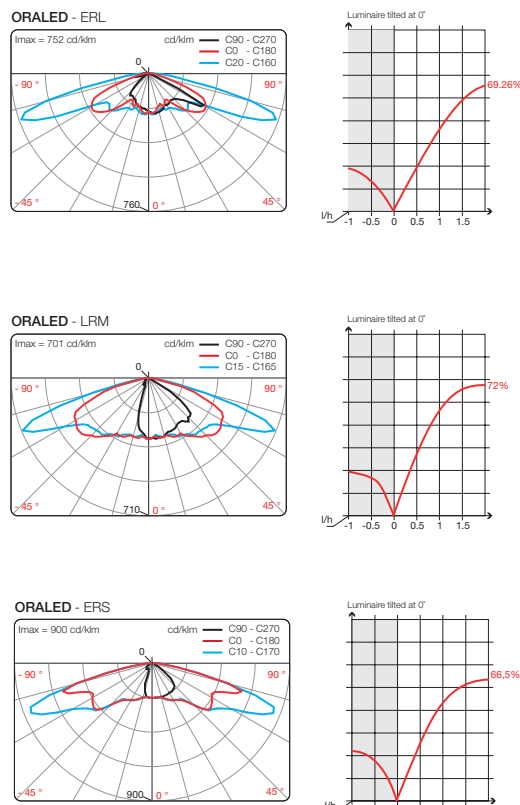 ORALED - ERL
Imax = 752 cd/klm
cd/klm
C90 - C270
C0 - C180
C20 - C160
0
- 90 °
90 °
- 45 °
760
0 °
45 °
Luminaire tilted at 0°
69.26%
l/h
-1 -0.5 0 0.5 1 1.5
ORALED - LRM
Imax = 701 cd/klm
cd/klm
C90 - C270
C0 - C180
C15 - C165
0
- 90 °
90 °
- 45 °
710
0 °
45 °
Luminaire tilted at 0°
72%
l/h
-1 -0.5 0 0.5 1 1.5
ORALED - ERS
Imax = 900 cd/klm
cd/klm
C90 - C270
C0 - C180
C10 - C170
0
- 90 °
90 °
- 45 °
900
0 °
45 °
Luminaire tilted at 0°
66,5%